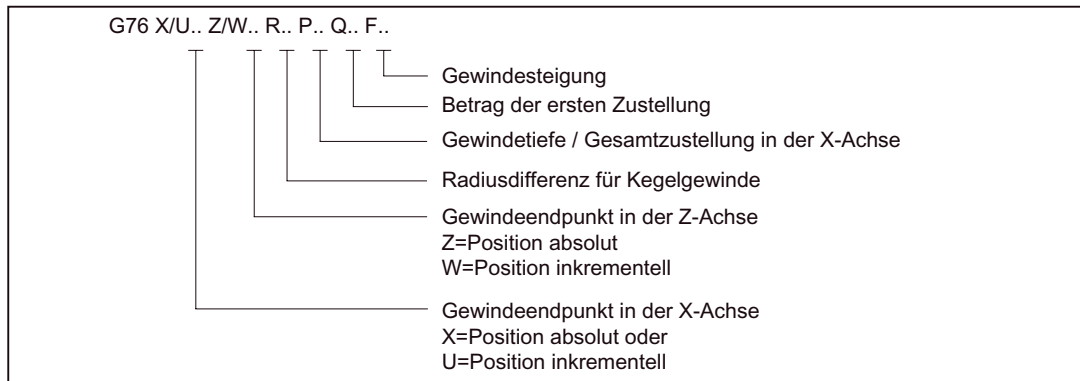 G76 X/U.. Z/W.. R.. P.. Q.. F..
Gewindesteigung
Betrag der ersten Zustellung
Gewindetiefe / Gesamtzustellung in der X-Achse
Radiusdifferenz für Kegelgewinde
Gewindeendpunkt in der Z-Achse
Z=Position absolut
W=Position inkrementell
Gewindeendpunkt in der X-Achse
X=Position absolut oder
U=Position inkrementell